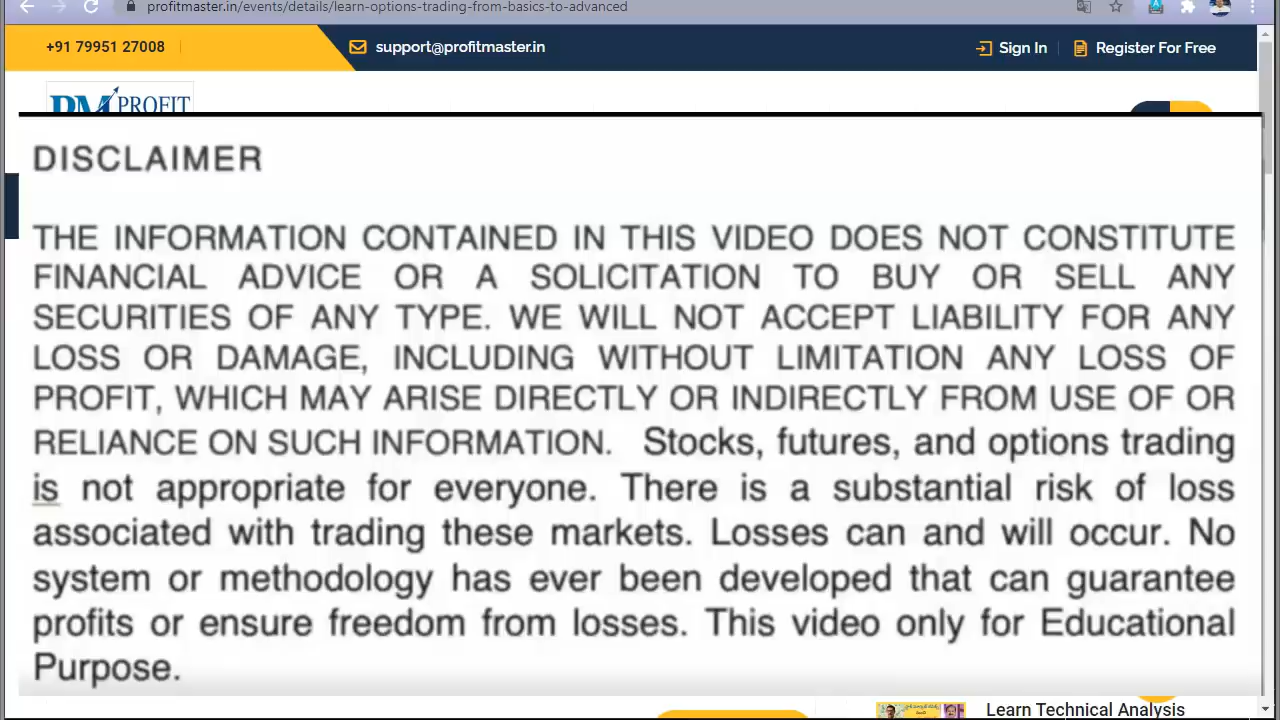 profitmaster.in/events/details/learn-options-trading-from-basics-to-advanced
+91 79951 27008
support@profitmaster.in
Sign In
Register For Free
PM PROFIT
DISCLAIMER
THE INFORMATION CONTAINED IN THIS VIDEO DOES NOT CONSTITUTE
FINANCIAL ADVICE OR A SOLICITATION TO BUY OR SELL ANY
SECURITIES OF ANY TYPE. WE WILL NOT ACCEPT LIABILITY FOR ANY
LOSS OR DAMAGE, INCLUDING WITHOUT LIMITATION ANY LOSS OF
PROFIT, WHICH MAY ARISE DIRECTLY OR INDIRECTLY FROM USE OF OR
RELIANCE ON SUCH INFORMATION. Stocks, futures, and options trading
is not appropriate for everyone. There is a substantial risk of loss
associated with trading these markets. Losses can and will occur. No
system or methodology has ever been developed that can guarantee
profits or ensure freedom from losses. This video only for Educational
Purpose.
Learn Technical Analysis